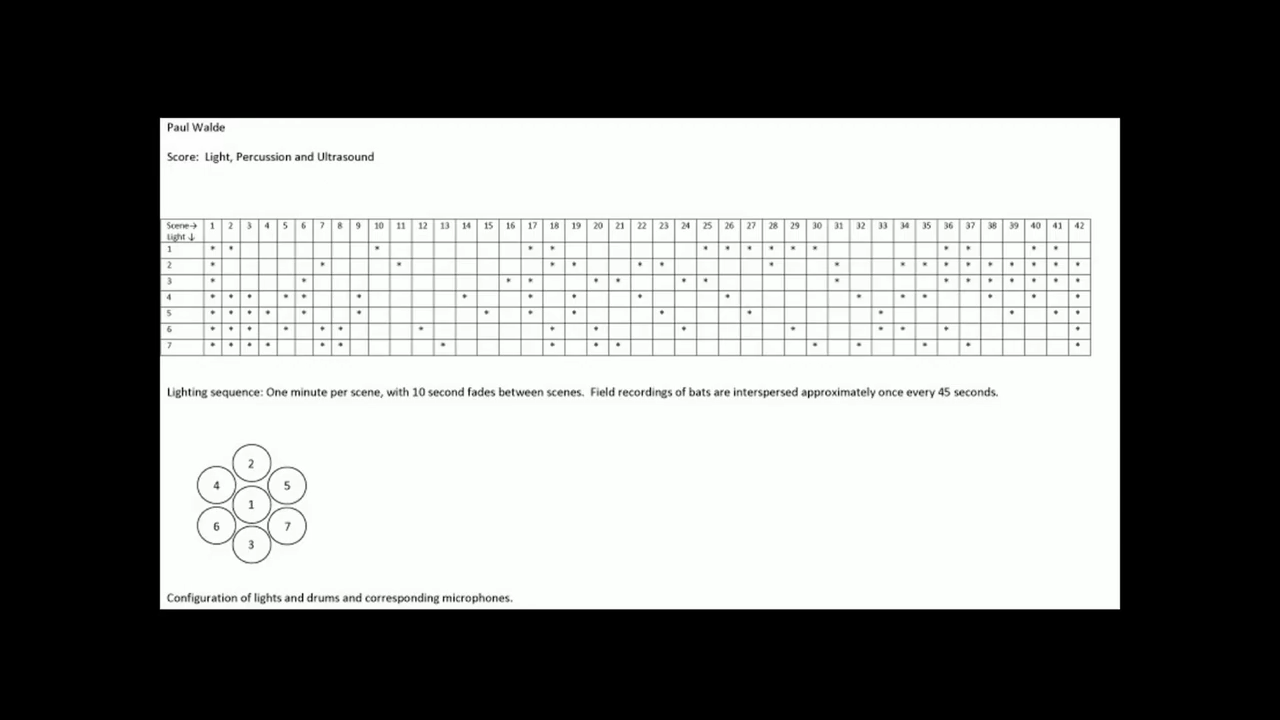 Paul Walde
Score: Light, Percussion and Ultrasound
Scene→ 1 2 3 4 5 6 7 8 9 10 11 12 13 14 15 16 17 18 19 20 21 22 23 24 25 26 27 28 29 30 31 32 33 34 35 36 37 38 39 40 41 42
Light ↓
1 * * * * * * * * * * * * * * *
2 * * * * * * * * * * * * * * * * * *
3 * * * * * * * * * * * * * * * *
4 * * * * * * * * * * * * * * * * *
5 * * * * * * * * * * * * * * * *
6 * * * * * * * * * * * * * * * *
7 * * * * * * * * * * * * * * *
Lighting sequence: One minute per scene, with 10 second fades between scenes. Field recordings of bats are interspersed approximately once every 45 seconds.
2
4 5
1
6 7
3
Configuration of lights and drums and corresponding microphones.